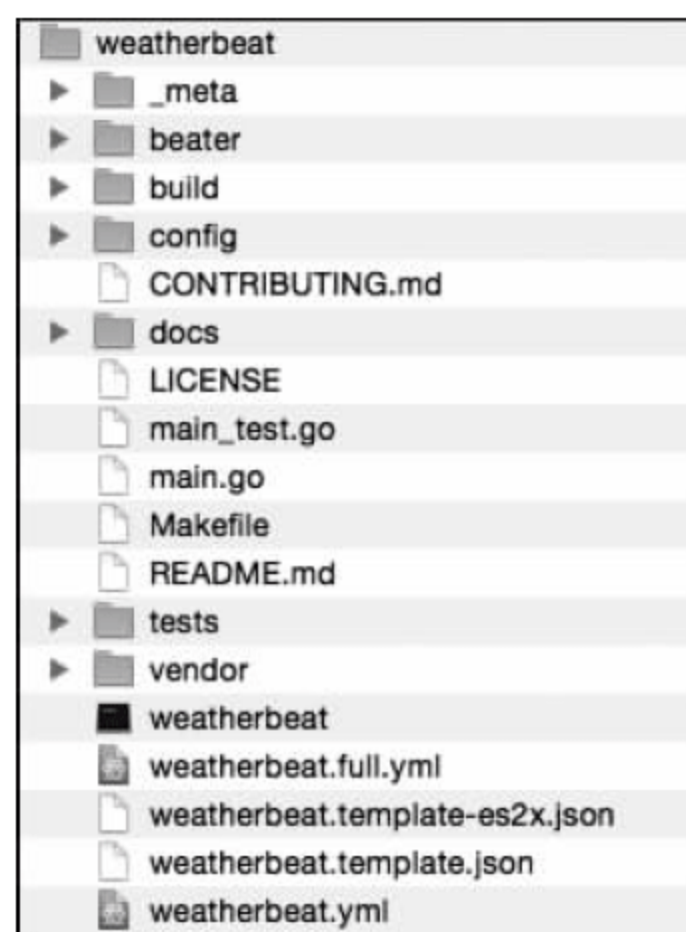 weatherbeat
_meta
beater
build
config
CONTRIBUTING.md
docs
LICENSE
main_test.go
main.go
Makefile
README.md
tests
vendor
weatherbeat
weatherbeat.full.yml
weatherbeat.template-es2x.json
weatherbeat.template.json
weatherbeat.yml